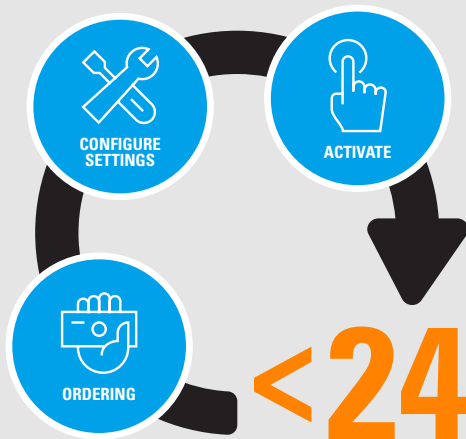 CONFIGURE
SETTINGS
ACTIVATE
ORDERING
<24